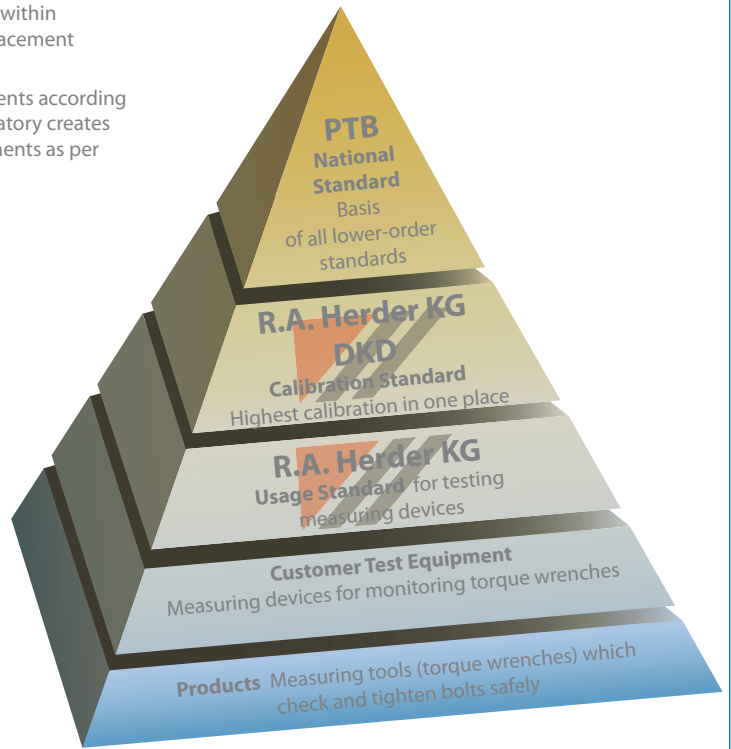 within
acement
ents according
atory creates
ments as per
PTB
National
Standard
Basis
of all lower-order
standards
R.A. Herder KG
DKD
Calibration Standard
Highest calibration in one place
R.A. Herder KG
Usage Standard for testing
measuring devices
Customer Test Equipment
Measuring devices for monitoring torque wrenches
Products Measuring tools (torque wrenches) which
check and tighten bolts safely